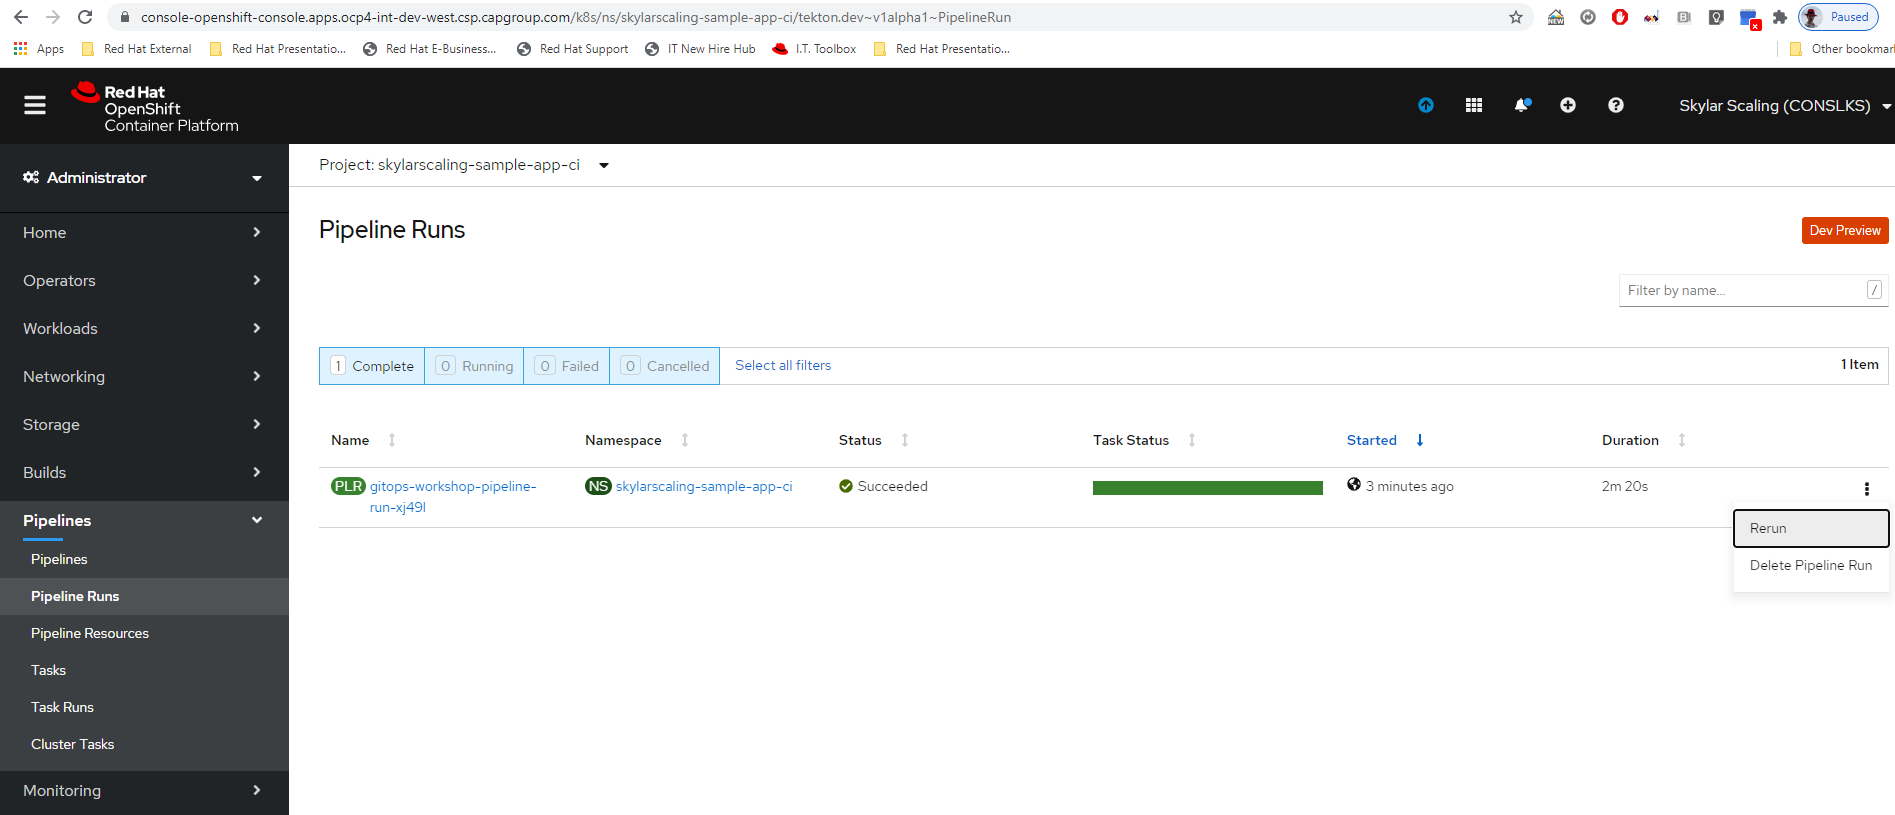 console-openshift-console.apps.ocp4-int-dev-west.csp.capgroup.com/k8s/ns/skylarscaling-sample-app-ci/tekton.dev~v1alpha1~PipelineRun
NEW
Paused
Apps
Red Hat External
Red Hat Presentatio...
Red Hat E-Business...
Red Hat Support
IT New Hire Hub
I.T. Toolbox
Red Hat Presentatio...
Other bookmar
Red Hat
OpenShift
Container Platform
Skylar Scaling (CONSLKS)
Administrator
Home
Operators
Workloads
Networking
Storage
Builds
Pipelines
Pipelines
Pipeline Runs
Pipeline Resources
Tasks
Task Runs
Cluster Tasks
Monitoring
Project: skylarscaling-sample-app-ci
Pipeline Runs
Dev Preview
Filter by name...
/
1 Complete
0 Running
0 Failed
0 Cancelled
Select all filters
1 Item
Name
Namespace
Status
Task Status
Started
Duration
PLR gitops-workshop-pipeline-
run-xj49l
NS skylarscaling-sample-app-ci
Succeeded
3 minutes ago
2m 20s
Rerun
Delete Pipeline Run